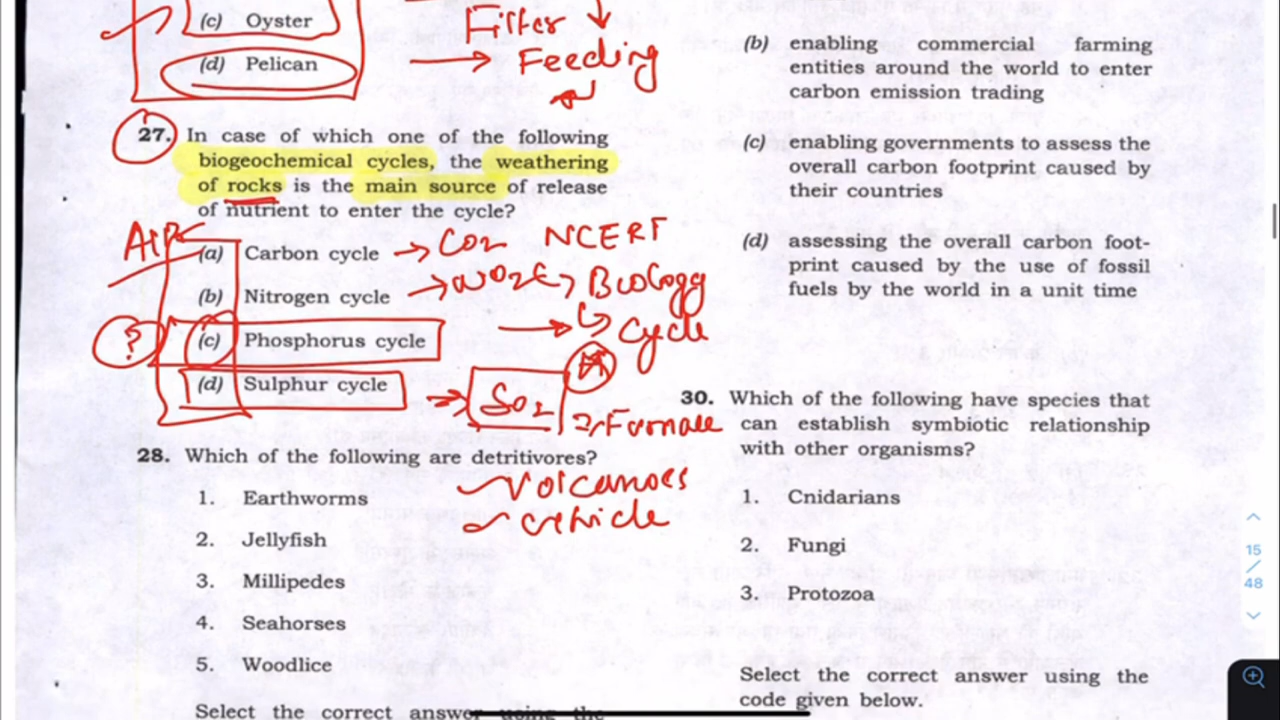 (c) Oyster
(d) Pelican
Filter
Feeding
27. In case of which one of the following
biogeochemical cycles, the weathering
of rocks is the main source of release
of nutrient to enter the cycle?
(a) Carbon cycle → CO2 NCERT
(b) Nitrogen cycle → Biology
? (c) Phosphorus cycle → Cycle
(d) Sulphur cycle → SO2
28. Which of the following are detritivores?
Volcanoes
1. Earthworms
2. Jellyfish
3. Millipedes
4. Seahorses
5. Woodlice
Select the correct answer using the
(b) enabling commercial farming
entities around the world to enter
carbon emission trading
(c) enabling governments to assess the
overall carbon footprint caused by
their countries
(d) assessing the overall carbon foot-
print caused by the use of fossil
fuels by the world in a unit time
30. Which of the following have species that
can establish symbiotic relationship
with other organisms?
1. Cnidarians
2. Fungi
3. Protozoa
Select the correct answer using the
code given below.
15
/
48